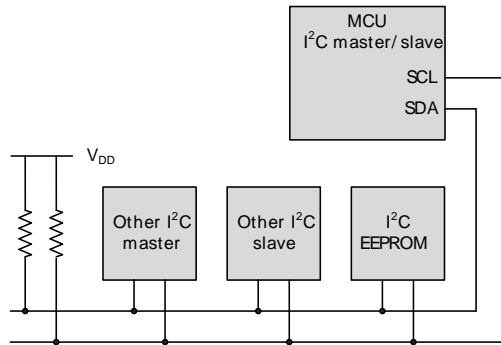 MCU
I²C master/slave
SCL
SDA
V_DD
Other I²C
master
Other I²C
slave
I²C
EEPROM